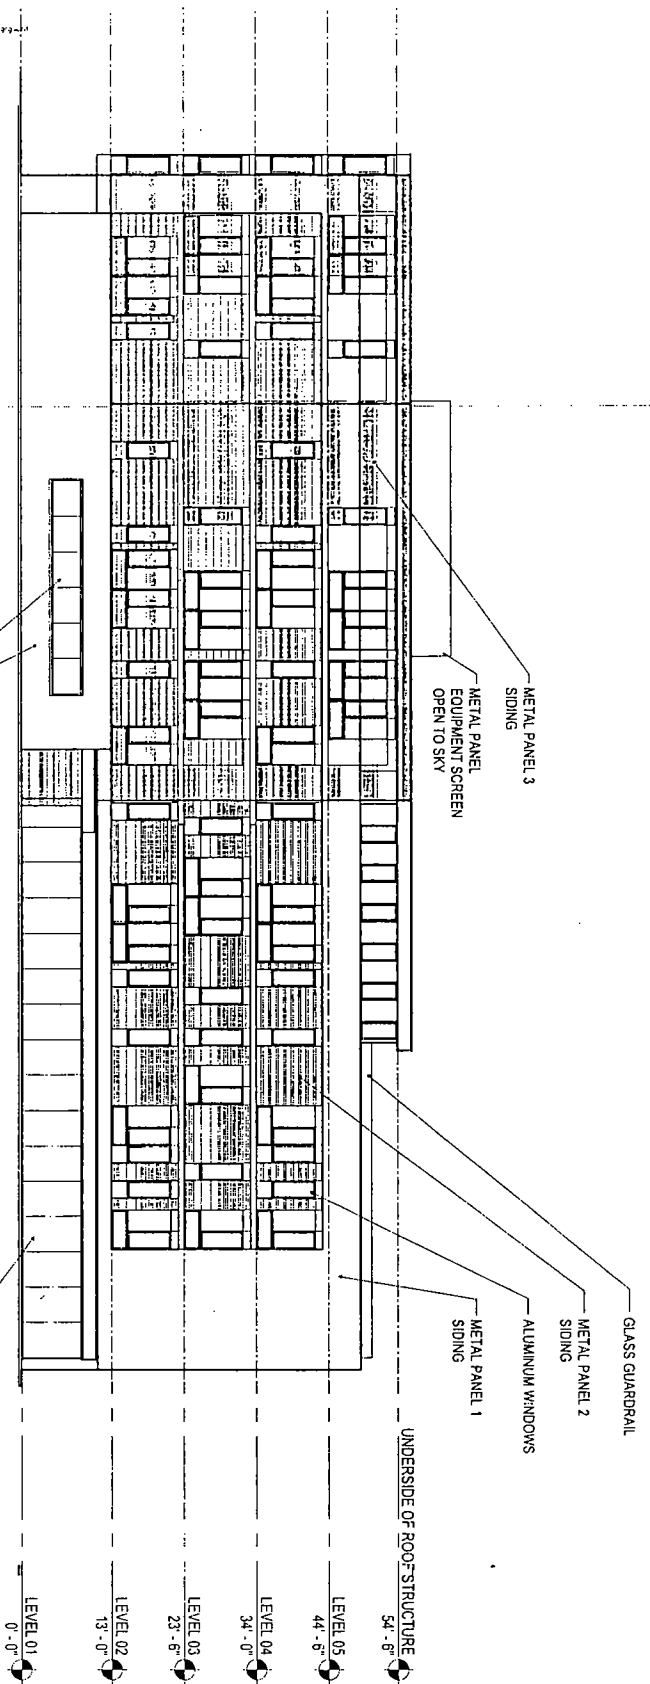 GLASS GUARDRAIL
METAL PANEL 2
SIDING
ALUMINUM WINDOWS
METAL PANEL 1
SIDING
METAL PANEL 3
SIDING
METAL PANEL
EQUIPMENT SCREEN
OPEN TO SKY
UNDERSIDE OF ROOF STRUCTURE
54' - 6"
LEVEL 05
44' - 6"
LEVEL 04
34' - 0"
LEVEL 03
23' - 6"
LEVEL 02
13' - 0"
LEVEL 01
0' - 0"